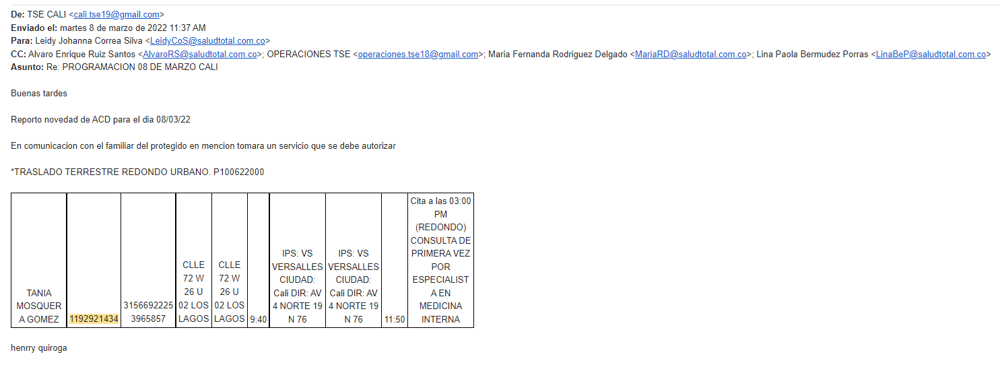 De: TSE CALI <cali.tse19@gmail.com>
Enviado el: martes 8 de marzo de 2022 11:37 AM
Para: Leidy Johanna Correa Silva <LeidyCoS@saludtotal.com.co>
CC: Alvaro Enrique Ruiz Santos <AlvaroRS@saludtotal.com.co>; OPERACIONES TSE <operaciones.tse18@gmail.com>; Maria Fernanda Rodriguez Delgado <MariaRD@saludtotal.com.co>; Lina Paola Bermudez Porras <LinaBeP@saludtotal.com.co>
Asunto: Re: PROGRAMACION 08 DE MARZO CALI
Buenas tardes
Reporto novedad de ACD para el dia 08/03/22
En comunicacion con el familiar del protegido en mencion tomara un servicio que se debe autorizar
*TRASLADO TERRESTRE REDONDO URBANO. P100622000
TANIA
MOSQUER
A GOMEZ
1192921434
3156692225
3965857
CLLE
72 W
26 U
02 LOS
LAGOS
CLLE
72 W
26 U
02 LOS
LAGOS
9:40
IPS: VS
VERSALLES
CIUDAD:
Cali DIR: AV
4 NORTE 19
N 76
IPS: VS
VERSALLES
CIUDAD:
Cali DIR: AV
4 NORTE 19
N 76
11:50
Cita a las 03:00
PM
(REDONDO)
CONSULTA DE
PRIMERA VEZ
POR
ESPECIALIST
A EN
MEDICINA
INTERNA
henrry quiroga